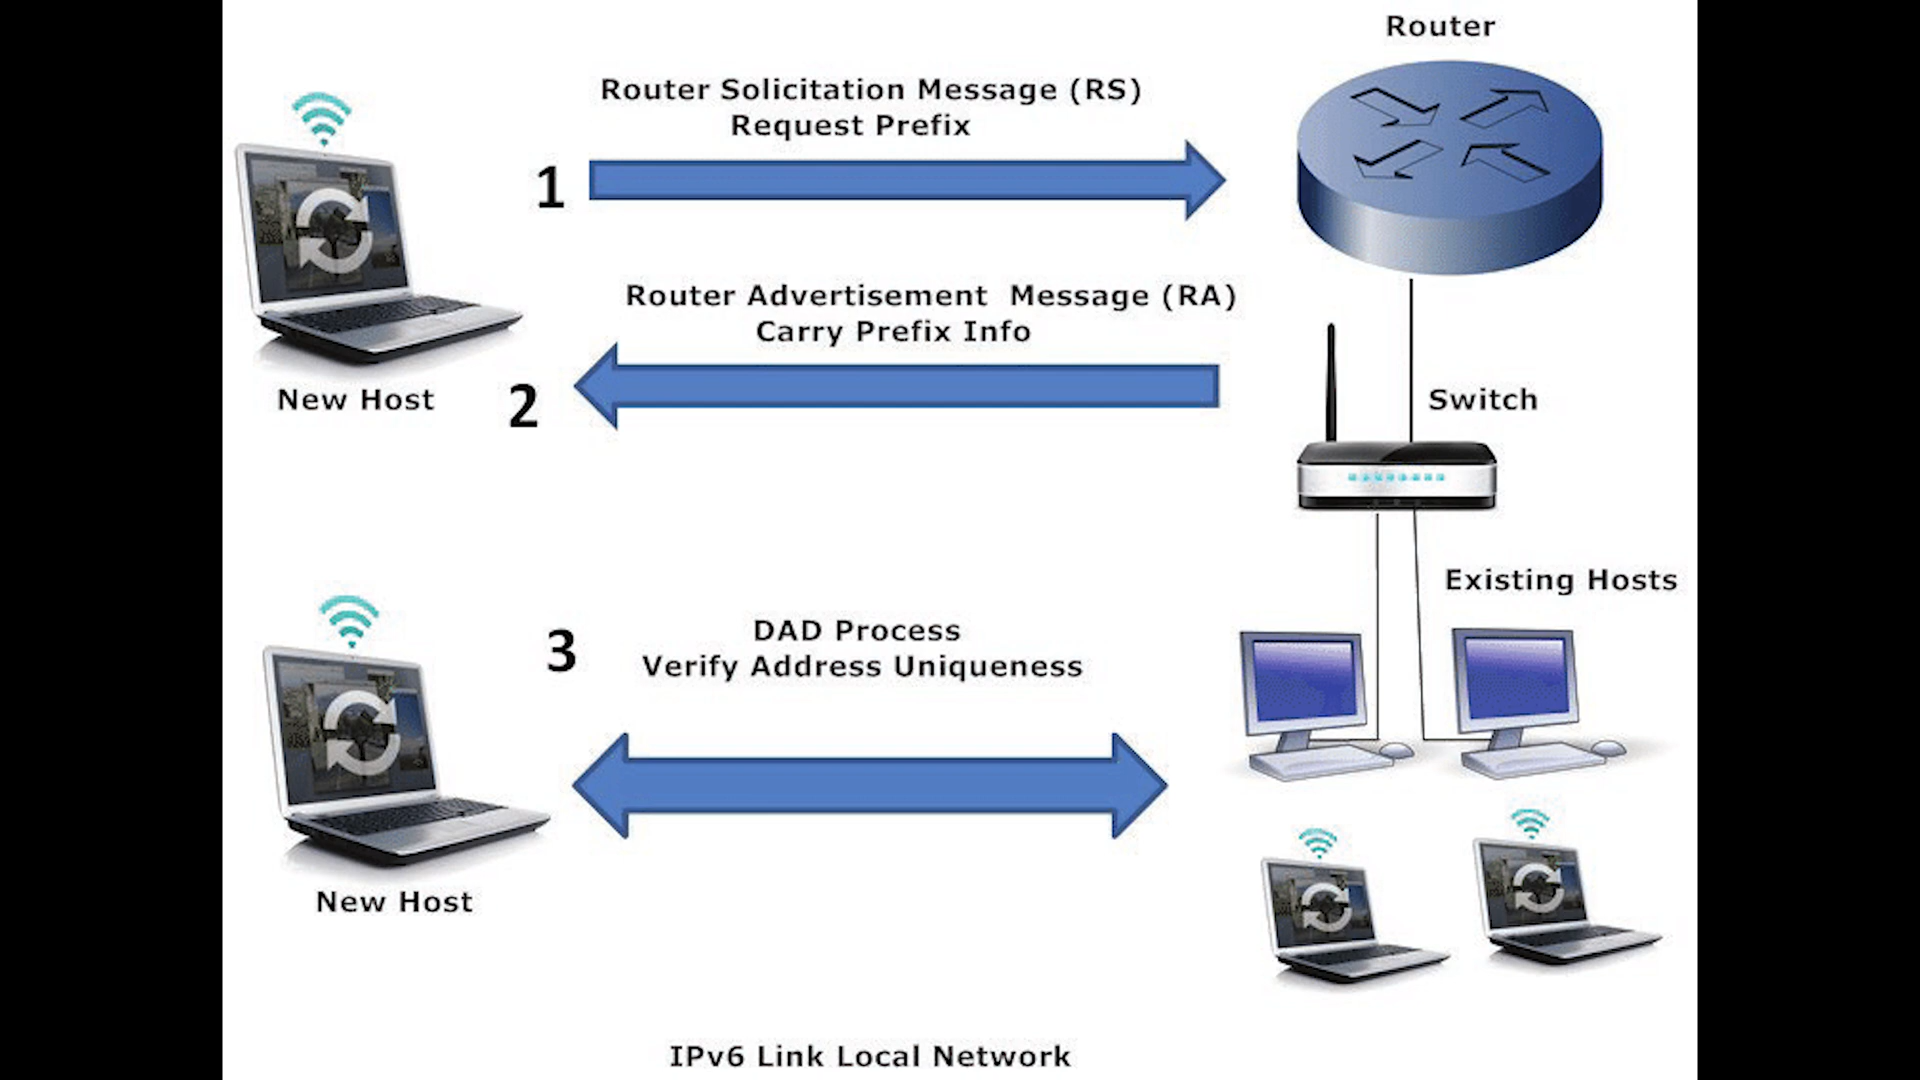 Router
Router Solicitation Message (RS)
Request Prefix
1
Router Advertisement  Message (RA)
Carry Prefix Info
New Host
2
Switch
Existing Hosts
3
DAD Process
Verify Address Uniqueness
New Host
IPv6 Link Local Network